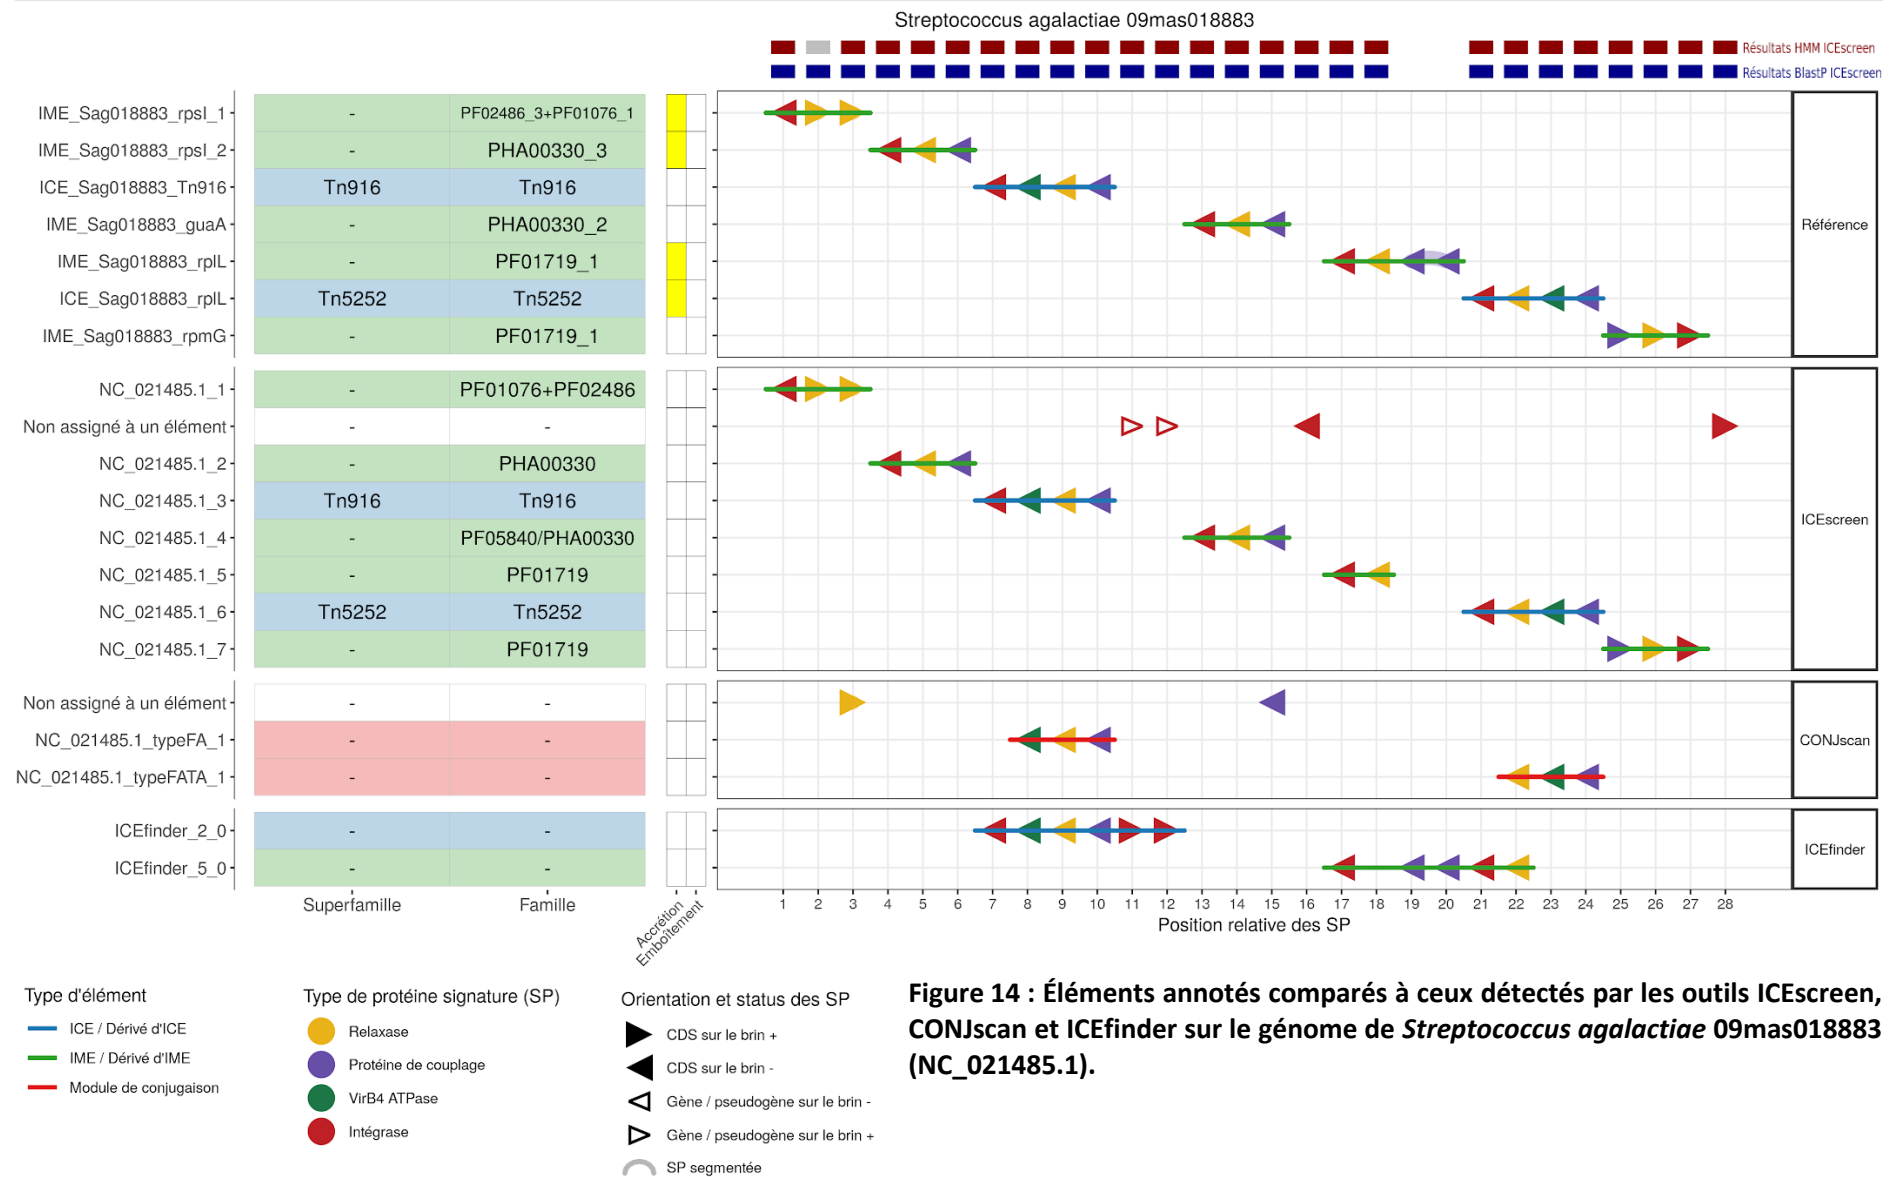 Streptococcus agalactiae 09mas018883
Résultats HMM ICEscreen
Résultats BlastP ICEscreen
IME_Sag018883_rpsI_1 - PF02486_3+PF01076_1
IME_Sag018883_rpsI_2 - PHA00330_3
ICE_Sag018883_Tn916 Tn916 Tn916
IME_Sag018883_guaA - PHA00330_2
IME_Sag018883_rplL - PF01719_1
ICE_Sag018883_rplL Tn5252 Tn5252
IME_Sag018883_rpmG - PF01719_1
Référence
NC_021485.1_1 - PF01076+PF02486
Non assigné à un élément - -
NC_021485.1_2 - PHA00330
NC_021485.1_3 Tn916 Tn916
NC_021485.1_4 - PF05840/PHA00330
NC_021485.1_5 - PF01719
NC_021485.1_6 Tn5252 Tn5252
NC_021485.1_7 - PF01719
ICEscreen
Non assigné à un élément - -
NC_021485.1_typeFA_1 - -
NC_021485.1_typeFATA_1 - -
CONJscan
ICEfinder_2_0 - -
ICEfinder_5_0 - -
ICEfinder
Superfamille Famille
Accrétion
Emboîtement
1 2 3 4 5 6 7 8 9 10 11 12 13 14 15 16 17 18 19 20 21 22 23 24 25 26 27 28
Position relative des SP
Type d'élément
ICE / Dérivé d'ICE
IME / Dérivé d'IME
Module de conjugaison
Type de protéine signature (SP)
Relaxase
Protéine de couplage
VirB4 ATPase
Intégrase
Orientation et status des SP
CDS sur le brin +
CDS sur le brin -
Gène / pseudogène sur le brin -
Gène / pseudogène sur le brin +
SP segmentée
Figure 14 : Éléments annotés comparés à ceux détectés par les outils ICEscreen,
CONJscan et ICEfinder sur le génome de Streptococcus agalactiae 09mas018883
(NC_021485.1).